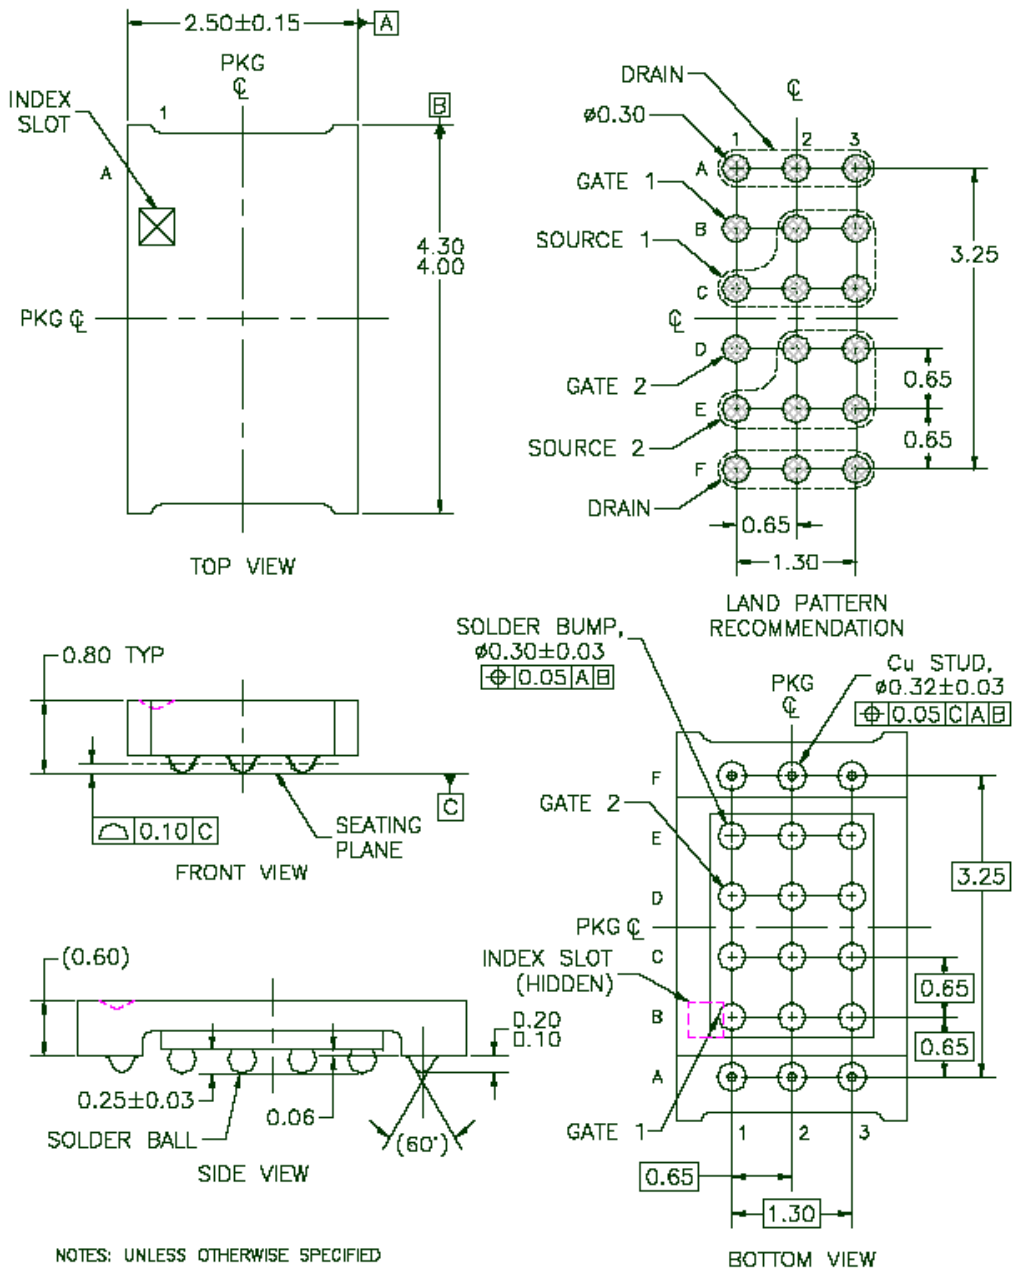 2.50±0.15
A
PKG
℄
INDEX
SLOT
1
B
A
4.30
4.00
PKG ℄
TOP VIEW
DRAIN
℄
ø0.30
1 2 3
A
GATE 1
B
SOURCE 1
3.25
C
℄
D
GATE 2
0.65
E
0.65
SOURCE 2
F
DRAIN
0.65
1.30
LAND PATTERN
RECOMMENDATION
0.80 TYP
0.10 C
C
SEATING
PLANE
FRONT VIEW
SOLDER BUMP,
ø0.30±0.03
⌖ 0.05 A B
Cu STUD,
ø0.32±0.03
⌖ 0.05 C A B
PKG
℄
F
GATE 2
E
D
3.25
PKG ℄
C
INDEX SLOT
(HIDDEN)
0.65
B
0.65
A
GATE 1
1 2 3
0.65
1.30
BOTTOM VIEW
(0.60)
0.20
0.10
0.25±0.03
0.06
SOLDER BALL
(60°)
SIDE VIEW
NOTES: UNLESS OTHERWISE SPECIFIED